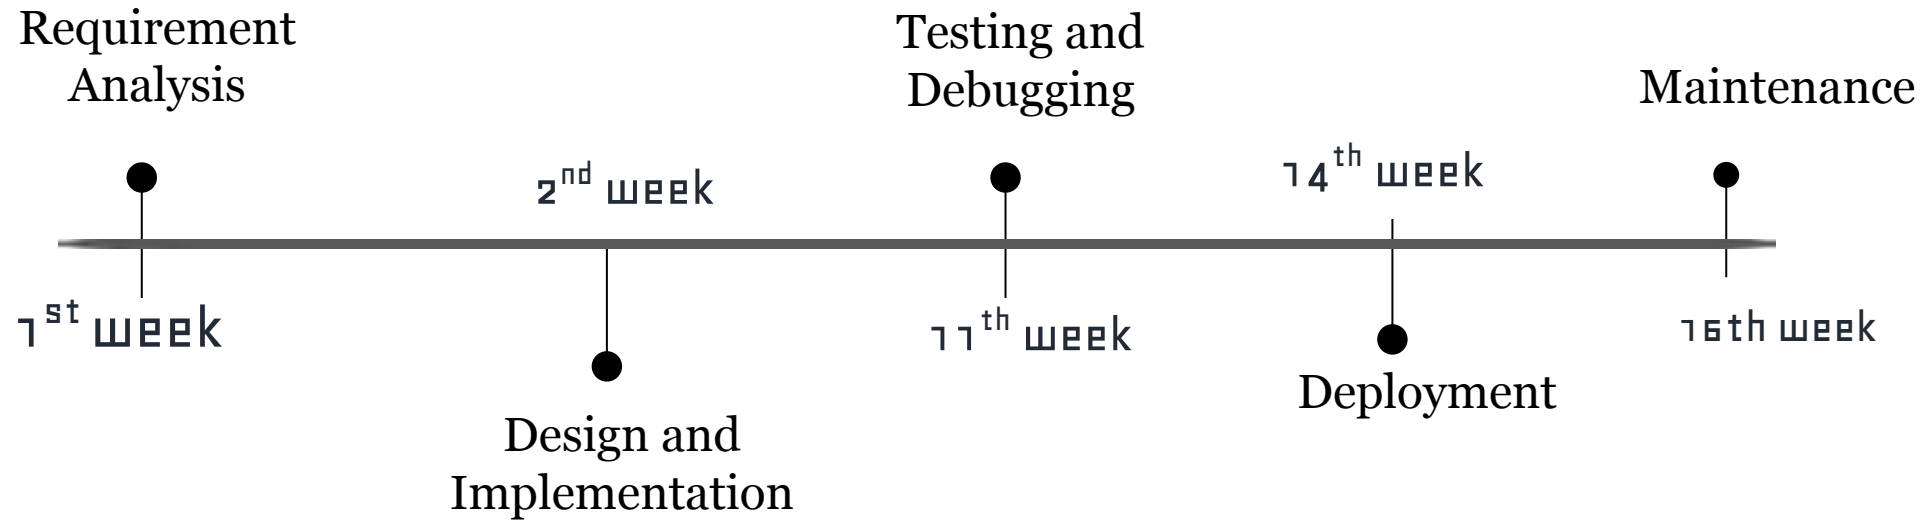 Requirement
Analysis
1st week
2nd week
Design and
Implementation
Testing and
Debugging
11th week
14th week
Deployment
Maintenance
16th week